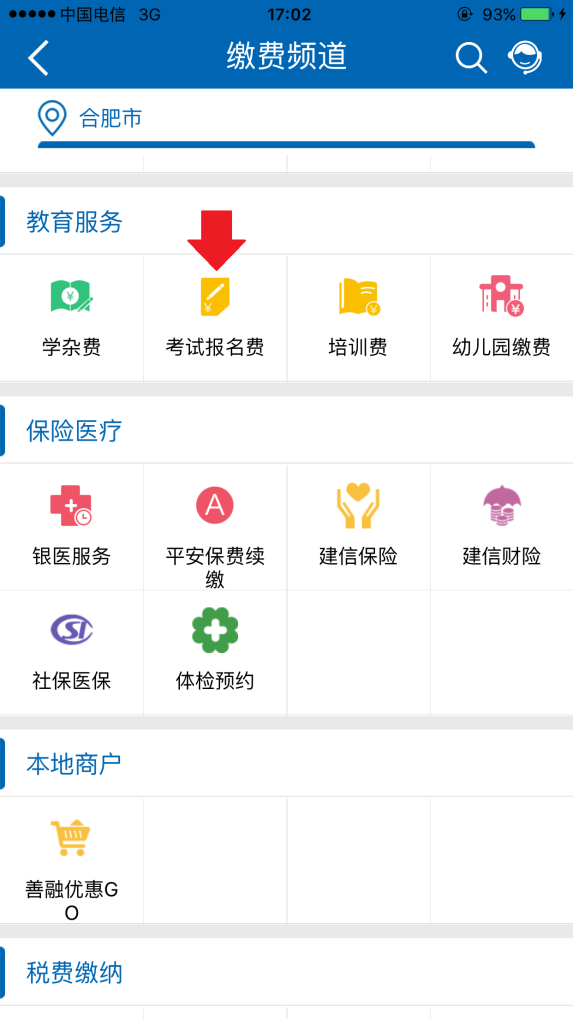 中国电信 3G 17:02 93%
缴费频道
合肥市
教育服务
¥ ¥ ¥ ¥
学杂费 考试报名费 培训费 幼儿园缴费
保险医疗
A
银医服务 平安保费续 建信保险 建信财险
缴
CSI
社保医保 体检预约
本地商户
善融优惠G
O
税费缴纳